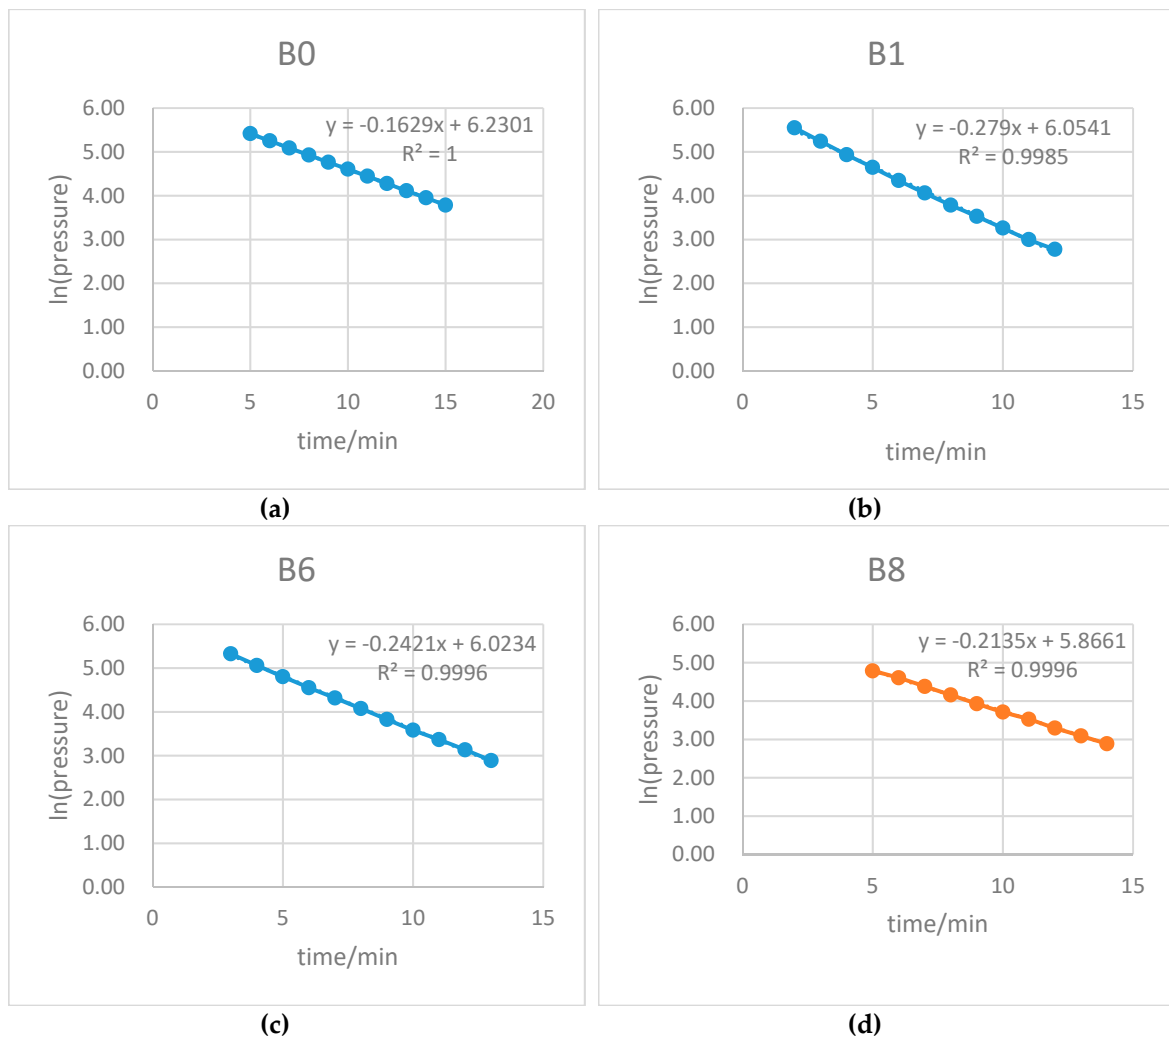 B0
y = -0.1629x + 6.2301
R² = 1
6.00
5.00
4.00
3.00
2.00
1.00
0.00
ln(pressure)
0 5 10 15 20
time/min
(a)
B1
y = -0.279x + 6.0541
R² = 0.9985
6.00
5.00
4.00
3.00
2.00
1.00
0.00
ln(pressure)
0 5 10 15
time/min
(b)
B6
y = -0.2421x + 6.0234
R² = 0.9996
6.00
5.00
4.00
3.00
2.00
1.00
0.00
ln(pressure)
0 5 10 15
time/min
(c)
B8
y = -0.2135x + 5.8661
R² = 0.9996
6.00
5.00
4.00
3.00
2.00
1.00
0.00
ln(pressure)
0 5 10 15
time/min
(d)